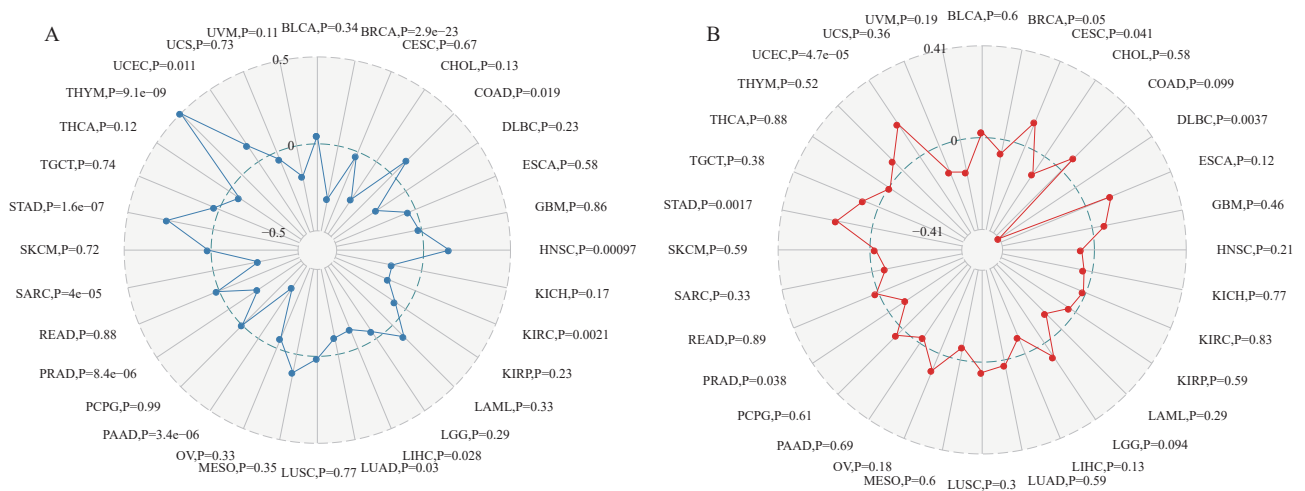 A
BLCA,P=0.34
BRCA,P=2.9e−23
CESC,P=0.67
CHOL,P=0.13
COAD,P=0.019
DLBC,P=0.23
ESCA,P=0.58
GBM,P=0.86
HNSC,P=0.00097
KICH,P=0.17
KIRC,P=0.0021
KIRP,P=0.23
LAML,P=0.33
LGG,P=0.29
LIHC,P=0.028
LUAD,P=0.03
LUSC,P=0.77
MESO,P=0.35
OV,P=0.33
PAAD,P=3.4e−06
PCPG,P=0.99
PRAD,P=8.4e−06
READ,P=0.88
SARC,P=4e−05
SKCM,P=0.72
STAD,P=1.6e−07
TGCT,P=0.74
THCA,P=0.12
THYM,P=9.1e−09
UCEC,P=0.011
UCS,P=0.73
UVM,P=0.11
0.5
0
−0.5
B
BLCA,P=0.6
BRCA,P=0.05
CESC,P=0.041
CHOL,P=0.58
COAD,P=0.099
DLBC,P=0.0037
ESCA,P=0.12
GBM,P=0.46
HNSC,P=0.21
KICH,P=0.77
KIRC,P=0.83
KIRP,P=0.59
LAML,P=0.29
LGG,P=0.094
LIHC,P=0.13
LUAD,P=0.59
LUSC,P=0.3
MESO,P=0.6
OV,P=0.18
PAAD,P=0.69
PCPG,P=0.61
PRAD,P=0.038
READ,P=0.89
SARC,P=0.33
SKCM,P=0.59
STAD,P=0.0017
TGCT,P=0.38
THCA,P=0.88
THYM,P=0.52
UCEC,P=4.7e−05
UCS,P=0.36
UVM,P=0.19
0.41
0
−0.41